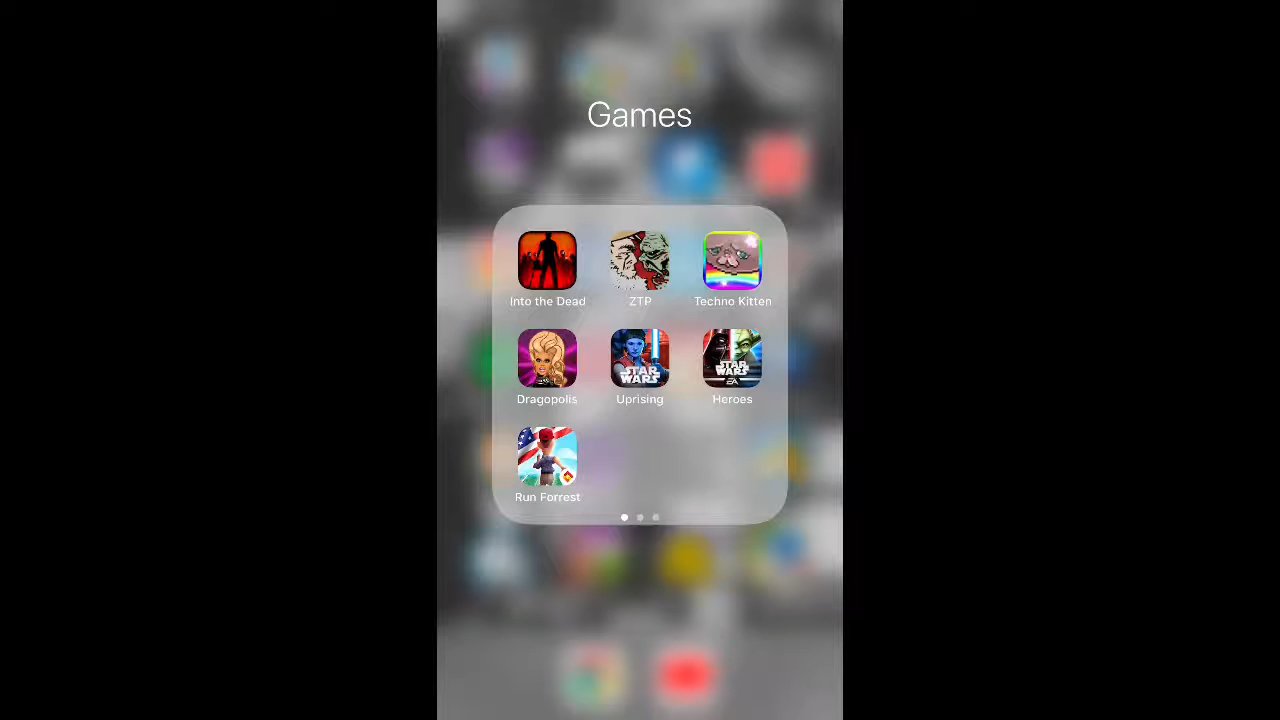 Games
Into the Dead
ZTP
Techno Kitten
Dragopolis
STAR
WARS
Uprising
STAR
WARS
EA
Heroes
Run Forrest